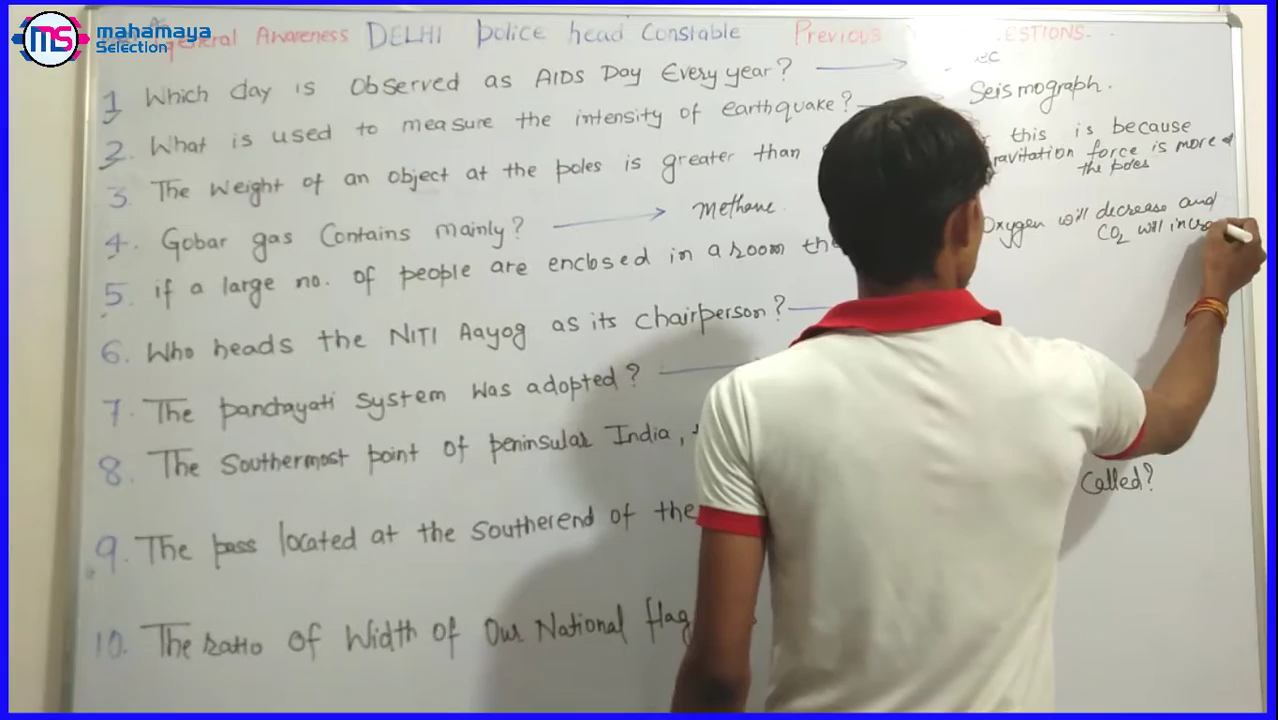 MS mahamaya
Selection
General Awareness DELHI police head Constable Previous ESTIONS.
1 Which day is observed as AIDS Day Every year? ec
2. What is used to measure the intensity of earthquake? Seismograph.
3 The Weight of an object at the poles is greater than this is because
ravitation force is more
the poles
4. Gobar gas Contains mainly? methane.
5. if a large no. of people are enclosed in a room the Oxygen will decrease and
CO2 will incre
6. Who heads the NITI Aayog as its chairperson?
7. The panchayati system was adopted?
8. The Southermost point of peninsular India,
called?
9. The pass located at the southerend of the
10. The ratio of Width of Our National flag